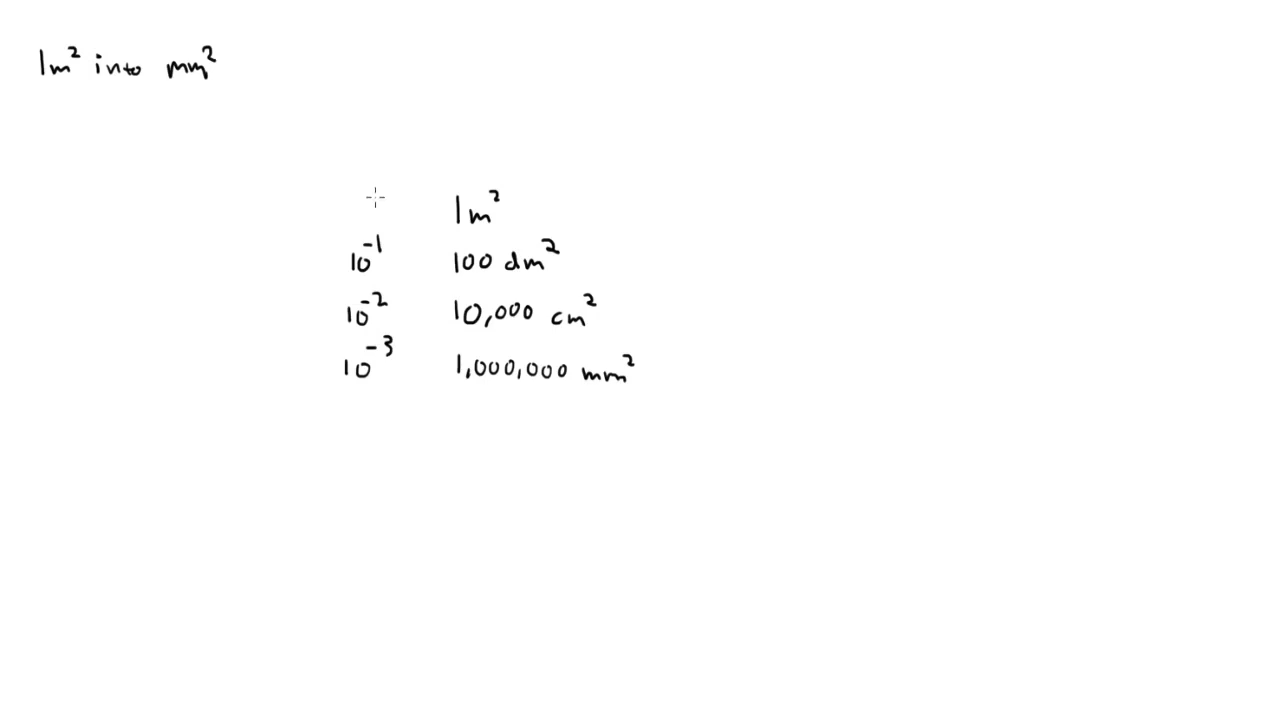 1m² into mm²
1m²
10⁻¹ 100 dm²
10⁻² 10,000 cm²
10⁻³ 1,000,000 mm²